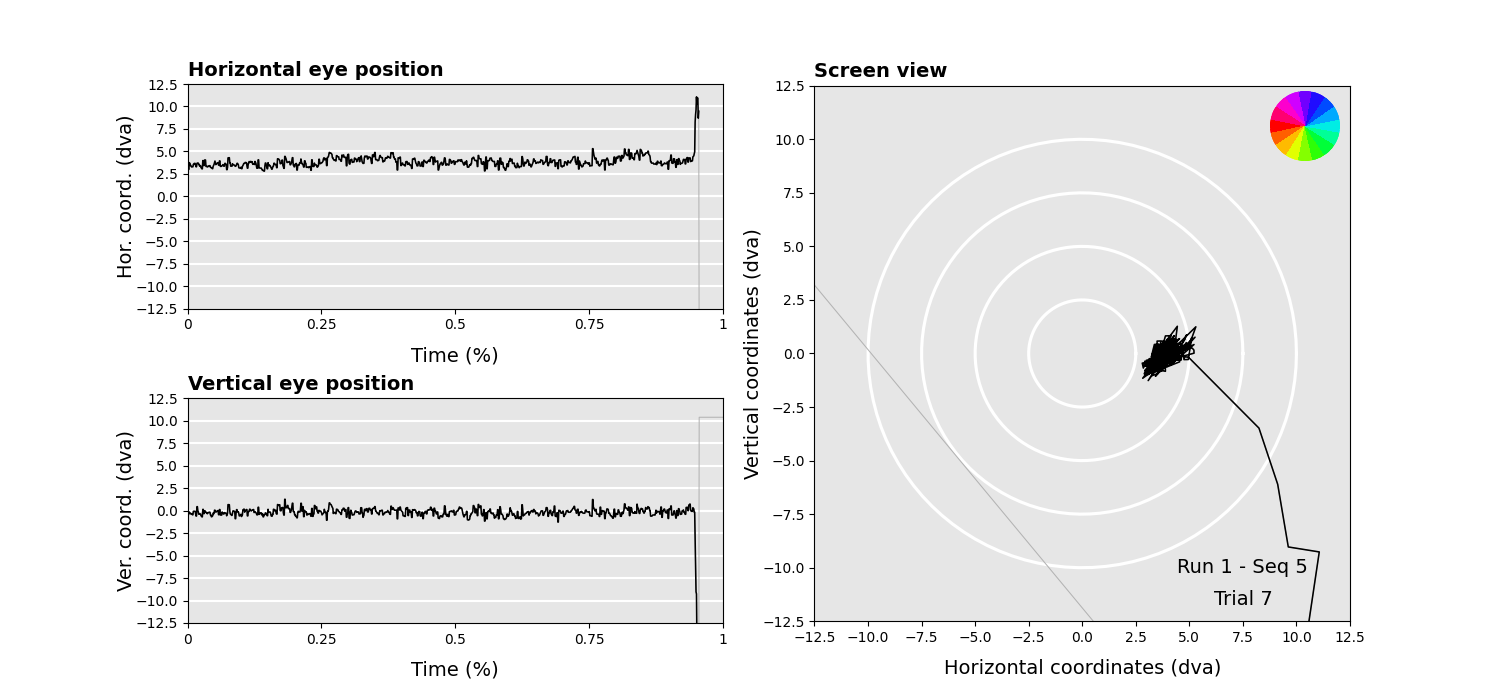 Horizontal eye position
12.5
10.0
7.5
5.0
2.5
0.0
−2.5
−5.0
−7.5
−10.0
−12.5
Hor. coord. (dva)
0 0.25 0.5 0.75 1
Time (%)
Vertical eye position
12.5
10.0
7.5
5.0
2.5
0.0
−2.5
−5.0
−7.5
−10.0
−12.5
Ver. coord. (dva)
0 0.25 0.5 0.75 1
Time (%)
Screen view
12.5
10.0
7.5
5.0
2.5
0.0
−2.5
−5.0
−7.5
−10.0
−12.5
Vertical coordinates (dva)
Run 1 - Seq 5
Trial 7
−12.5 −10.0 −7.5 −5.0 −2.5 0.0 2.5 5.0 7.5 10.0 12.5
Horizontal coordinates (dva)